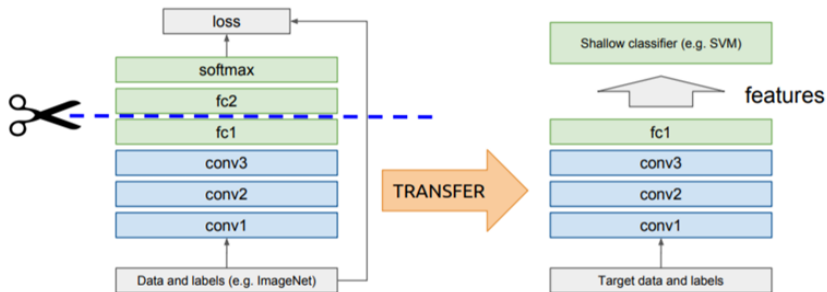 loss
softmax
fc2
fc1
conv3
conv2
conv1
Data and labels (e.g. ImageNet)
TRANSFER
Shallow classifier (e.g. SVM)
features
fc1
conv3
conv2
conv1
Target data and labels